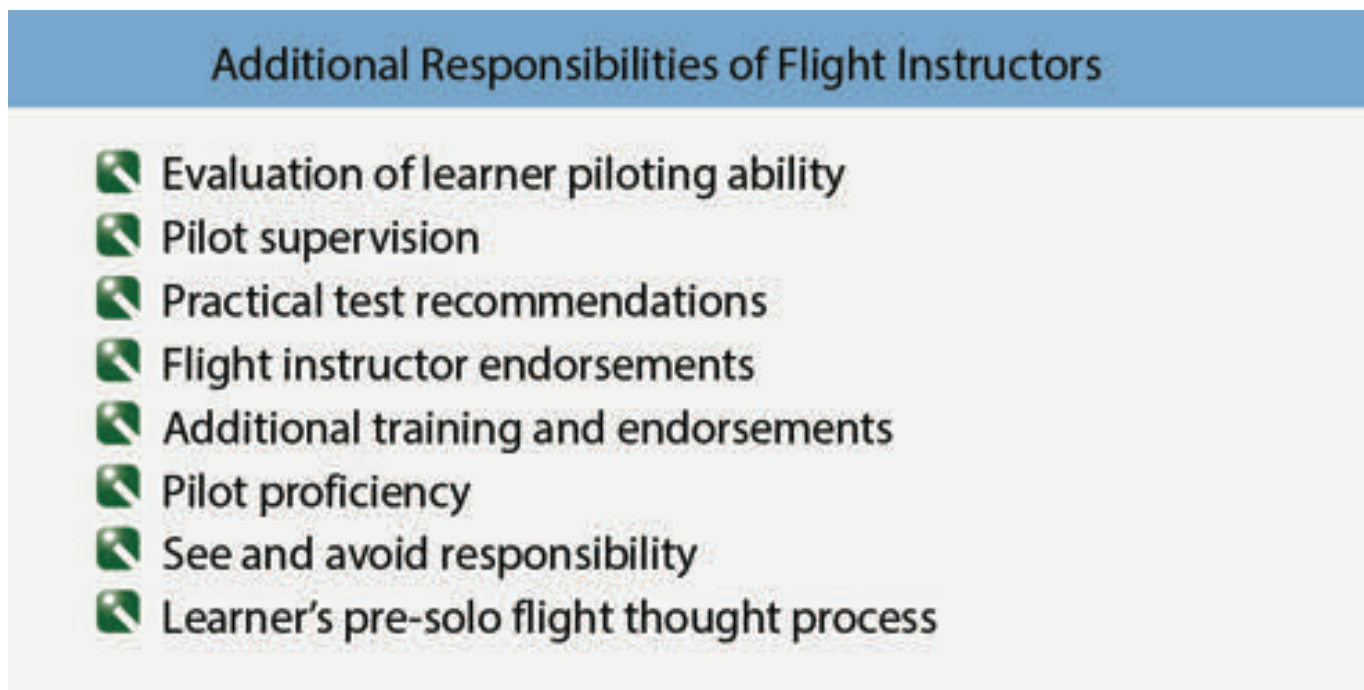 Additional Responsibilities of Flight Instructors
Evaluation of learner piloting ability
Pilot supervision
Practical test recommendations
Flight instructor endorsements
Additional training and endorsements
Pilot proficiency
See and avoid responsibility
Learner’s pre-solo flight thought process